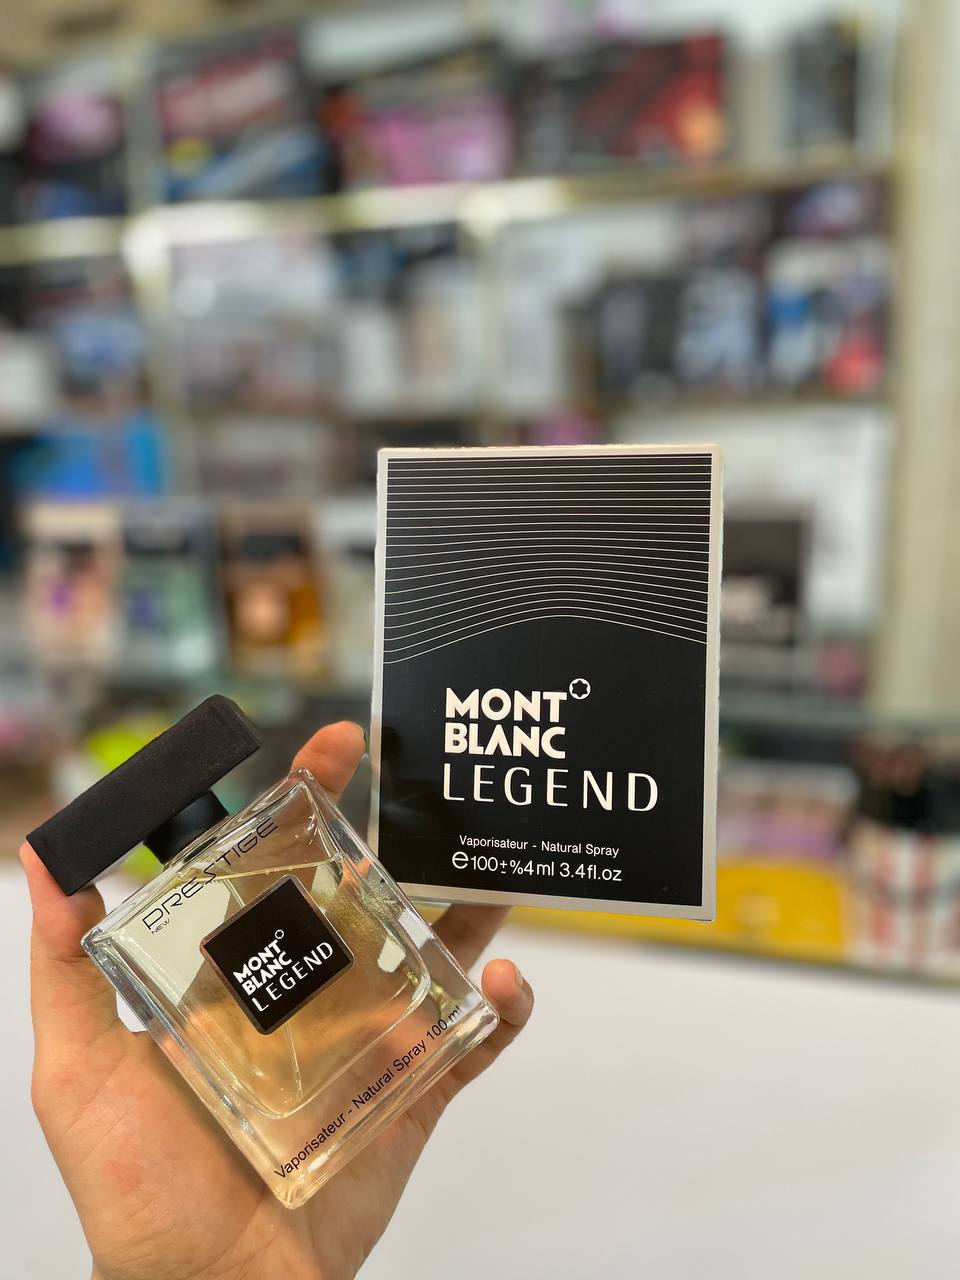 MONT
BLANC
LEGEND
Vaporisateur - Natural Spray
e100±%4ml 3.4fl.oz
PRESTIGE
NEW
MONT
BLANC
LEGEND
Vaporisateur - Natural Spray 100 ml